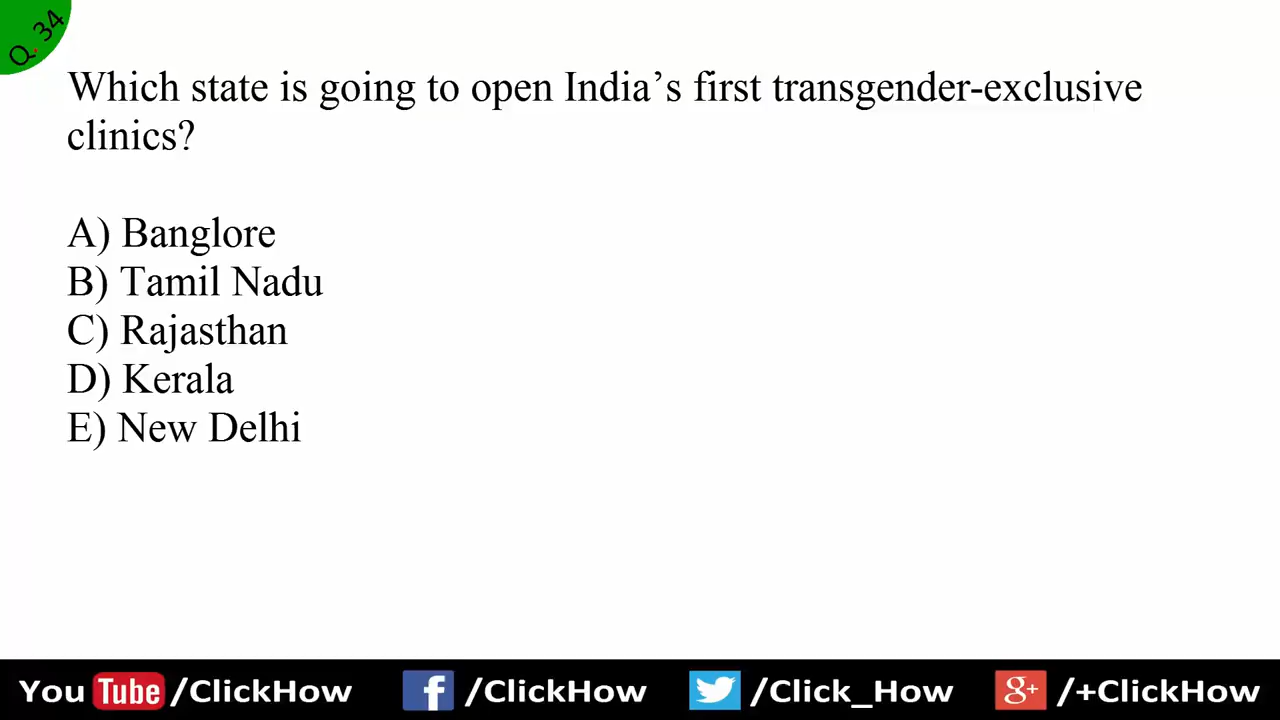 Q. 34
Which state is going to open India’s first transgender-exclusive
clinics?
A) Banglore
B) Tamil Nadu
C) Rajasthan
D) Kerala
E) New Delhi
You Tube /ClickHow f /ClickHow /Click_How g+ /+ClickHow